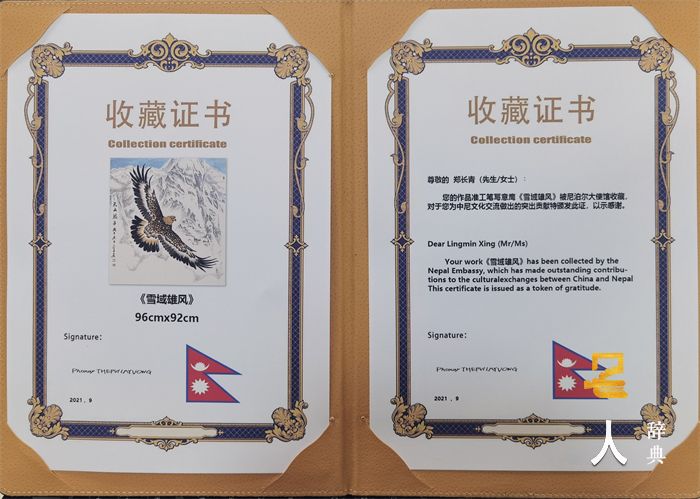 收藏证书
Collection certificate
《雪域雄风》
96cmx92cm
Signature:
2021.9
收藏证书
Collection certificate
尊敬的 郑长青（先生/女士）：
您的作品准工笔写意鹰《雪域雄风》被尼泊尔大使馆收藏，
对于您为中尼文化交流做出的突出贡献特颁发此证，以示感谢。
Dear Lingmin Xing (Mr/Ms)
Your work《雪域雄风》has been collected by the
Nepal Embassy, which has made outstanding contribu-
tions to the culturalexchanges between China and Nepal
This certificate is issued as a token of gratitude.
Signature:
2021.9
人
辞典